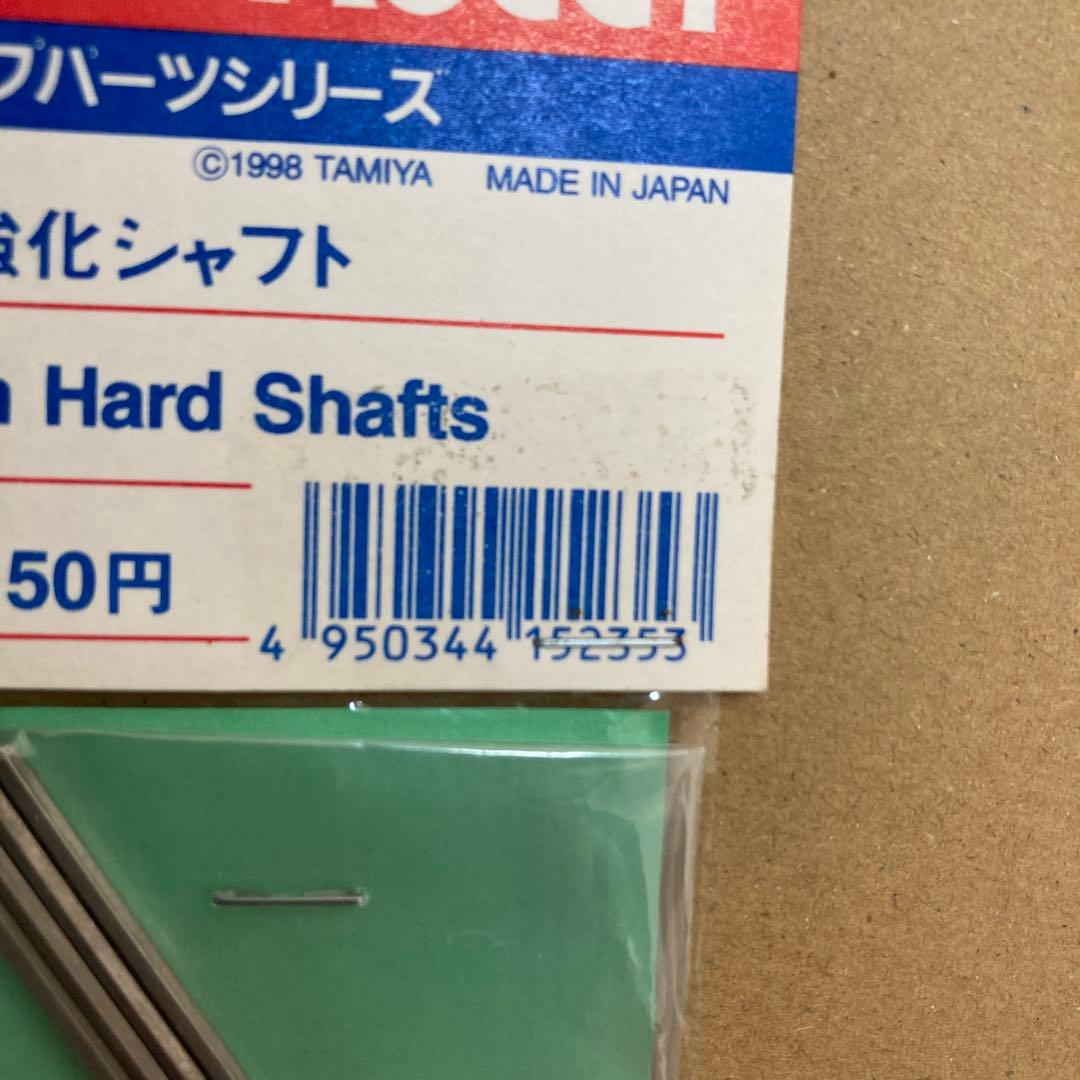 プパーツシリーズ
©1998 TAMIYA MADE IN JAPAN
強化シャフト
Hard Shafts
50円
4 950344 152353